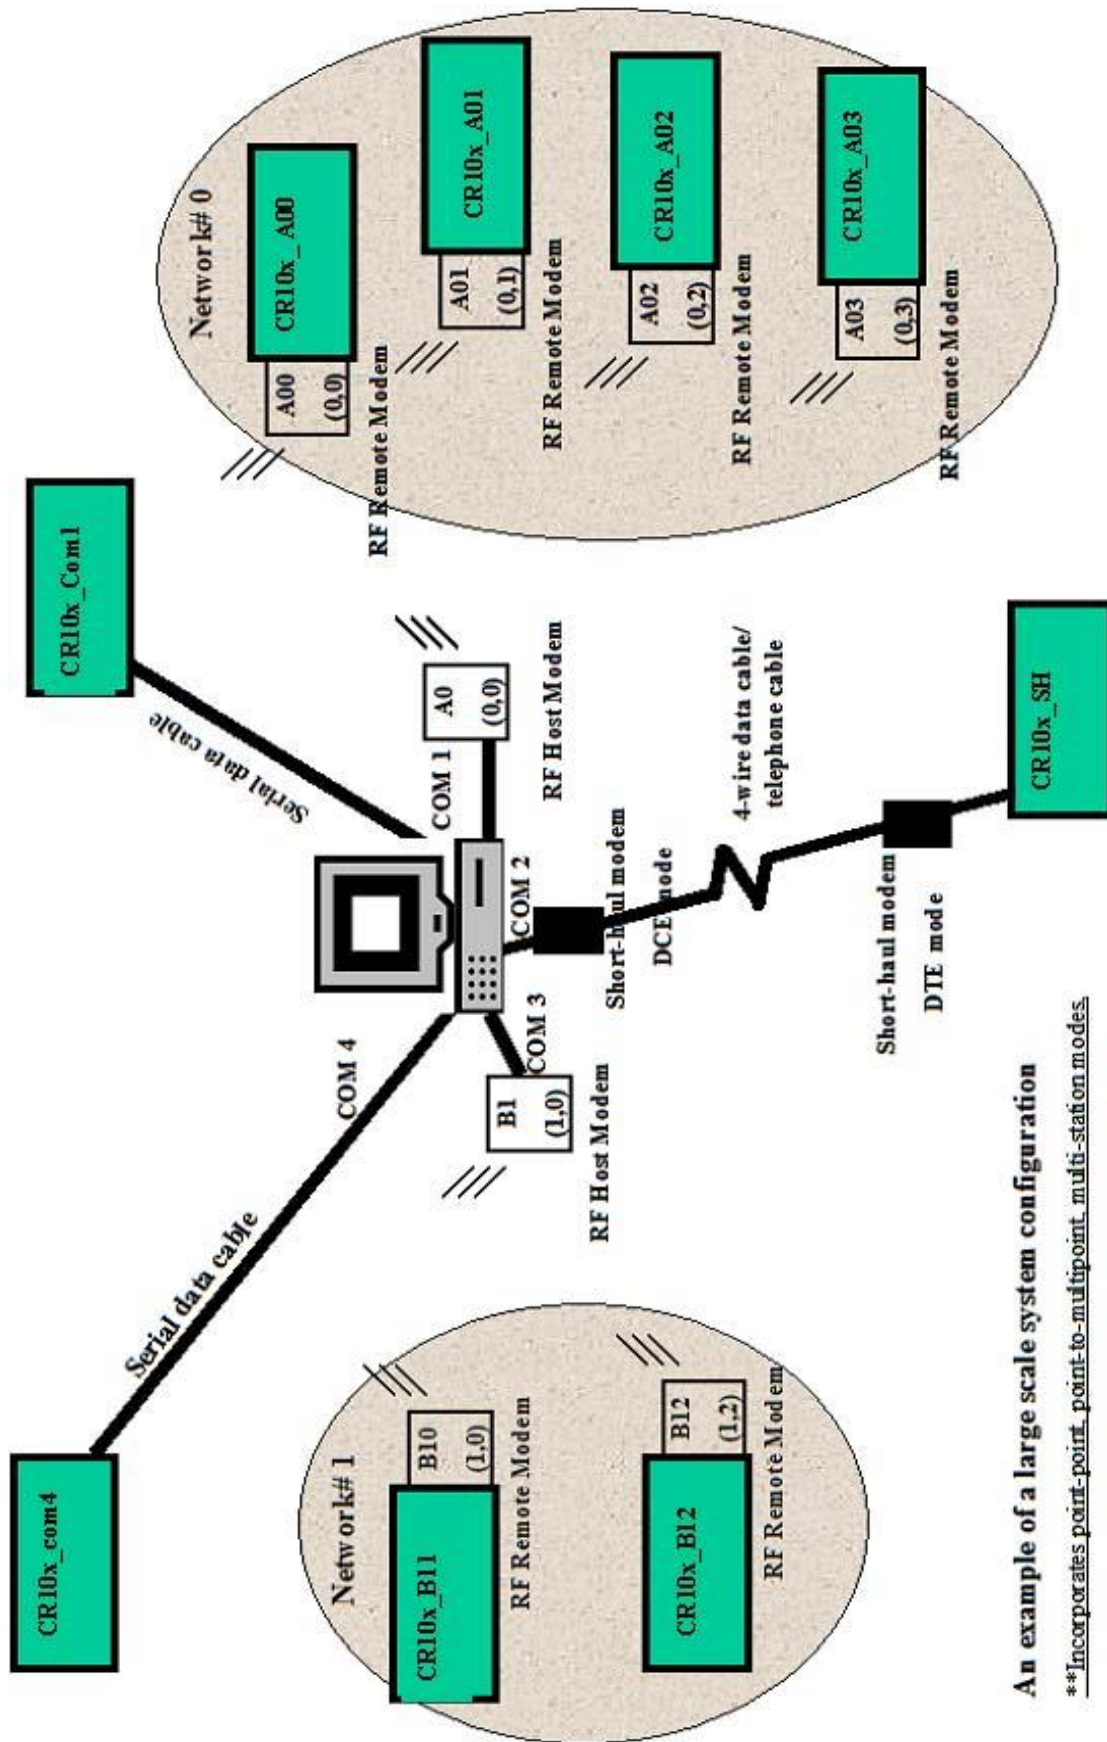 CR10x_com4
Serial data cable
COM 4
CR10x_Com1
Serial data cable
Network# 1
CR10x_B11
B10
(1,0)
RF Remote Modem
CR10x_B12
B12
(1,2)
RF Remote Modem
B1
(1,0)
RF Host Modem
COM 3
COM 2
Short-haul modem
DCE mode
COM 1
A0
(0,0)
RF Host Modem
4-wire data cable/
telephone cable
Short-haul modem
DTE mode
CR10x_SH
Network# 0
A00
(0,0)
CR10x_A00
RF Remote Modem
A01
(0,1)
CR10x_A01
RF Remote Modem
A02
(0,2)
CR10x_A02
RF Remote Modem
A03
(0,3)
CR10x_A03
RF Remote Modem
An example of a large scale system configuration
**Incorporates point-point, point-to-multipoint, multi-station modes.